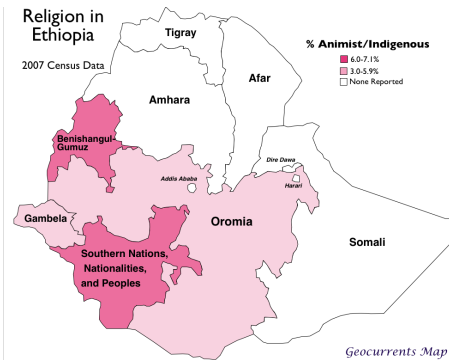 Religion in
Ethiopia
2007 Census Data
% Animist/Indigenous
6.0-7.1%
3.0-5.9%
None Reported
Tigray
Afar
Amhara
Benishangul-
Gumuz
Dire Dawa
Addis Ababa
Harari
Gambela
Oromia
Somali
Southern Nations,
Nationalities,
and Peoples
Geocurrents Map